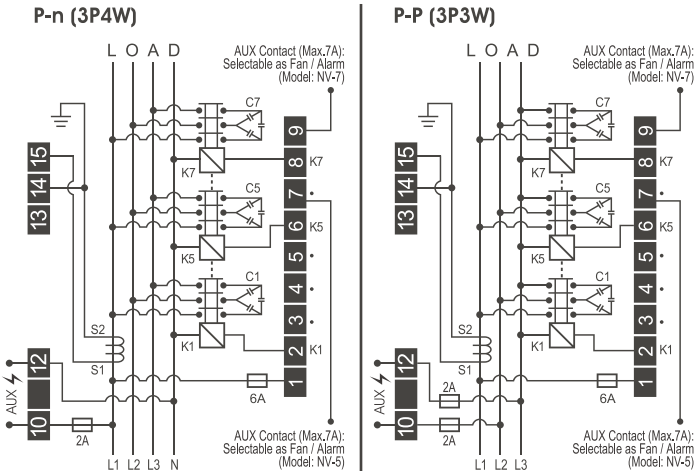 P-n (3P4W)
L O A D
AUX Contact (Max.7A):
Selectable as Fan / Alarm
(Model: NV-7)
C7
9
8
K7
K7
15
14
13
7
C5
6
K5
K5
5
4
C1
3
S2
K1
2
K1
S1
12
1
6A
AUX
10
2A
AUX Contact (Max.7A):
Selectable as Fan / Alarm
(Model: NV-5)
L1 L2 L3 N
P-P (3P3W)
L O A D
AUX Contact (Max.7A):
Selectable as Fan / Alarm
(Model: NV-7)
C7
9
8
K7
K7
15
14
13
7
C5
6
K5
K5
5
4
C1
3
S2
K1
2
K1
S1
12
1
6A
2A
AUX
10
2A
AUX Contact (Max.7A):
Selectable as Fan / Alarm
(Model: NV-5)
L1 L2 L3